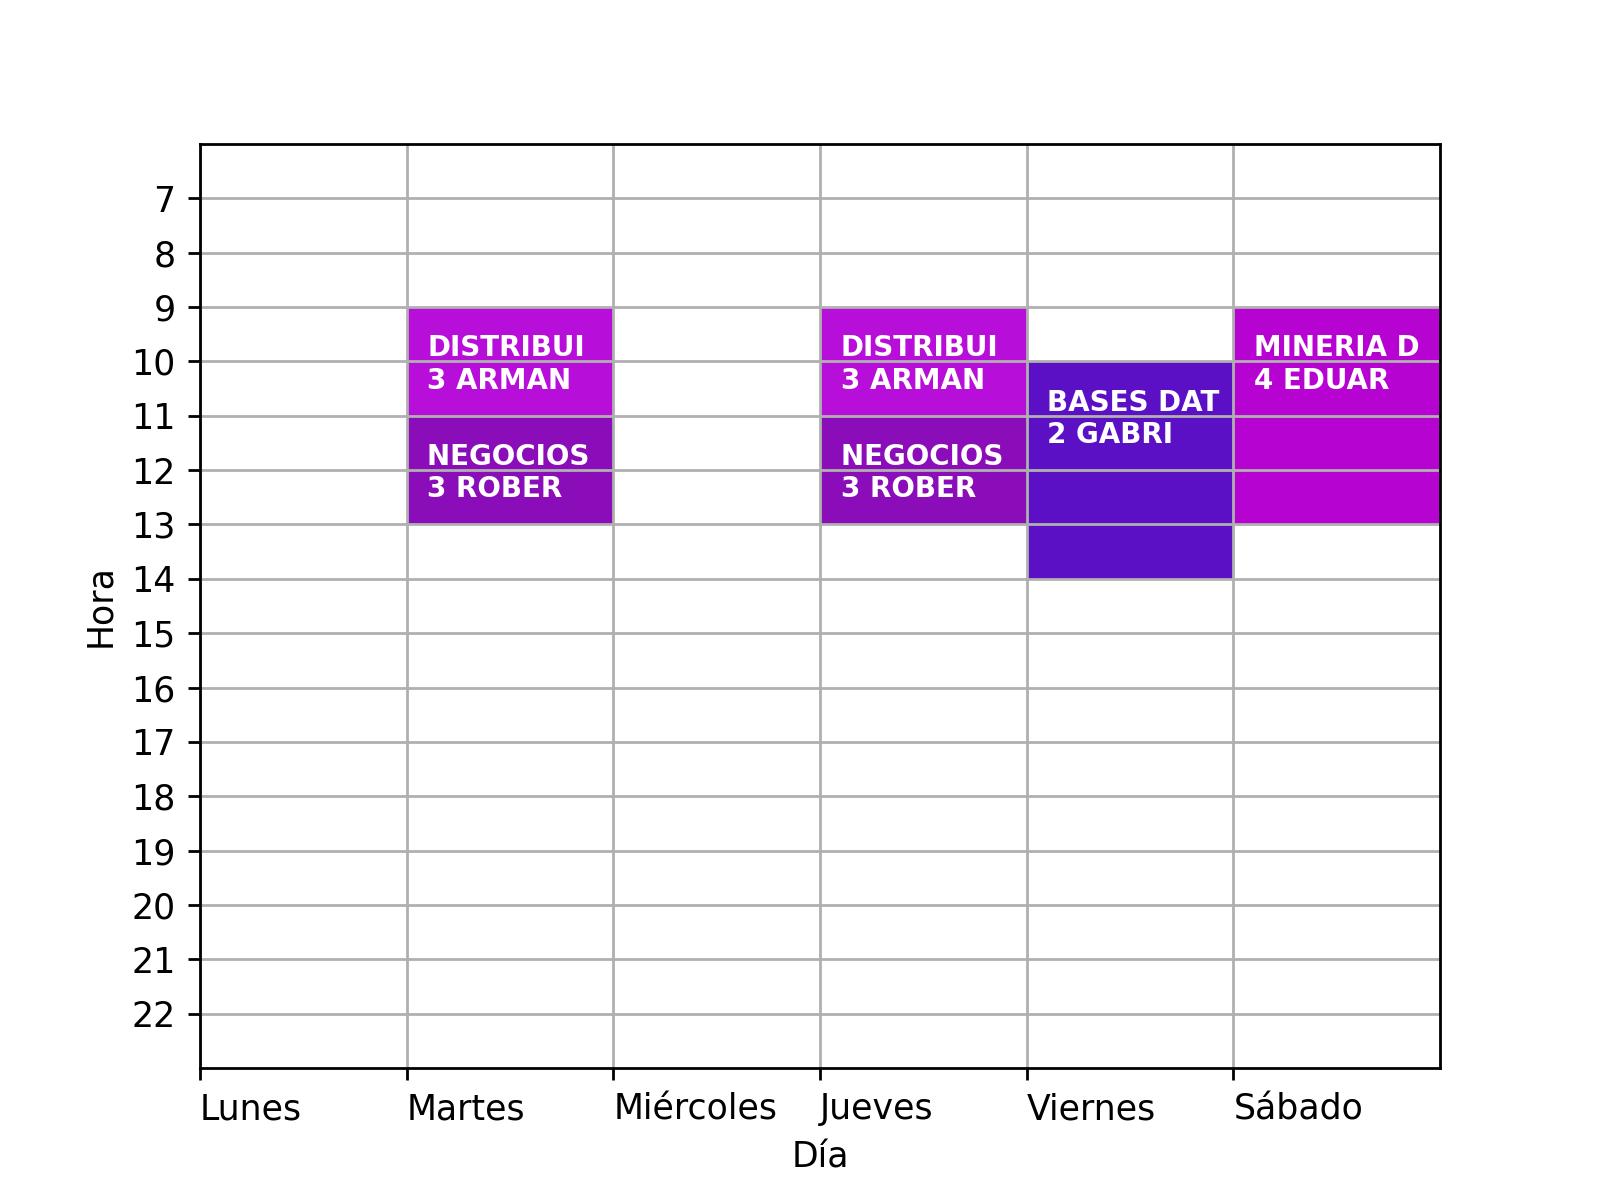 7
8
9
DISTRIBUI
DISTRIBUI
MINERIA D
10
3 ARMAN
3 ARMAN
4 EDUAR
BASES DAT
11
2 GABRI
NEGOCIOS
NEGOCIOS
12
3 ROBER
3 ROBER
13
14
Hora
15
16
17
18
19
20
21
22
Lunes
Martes
Miércoles
Jueves
Viernes
Sábado
Día